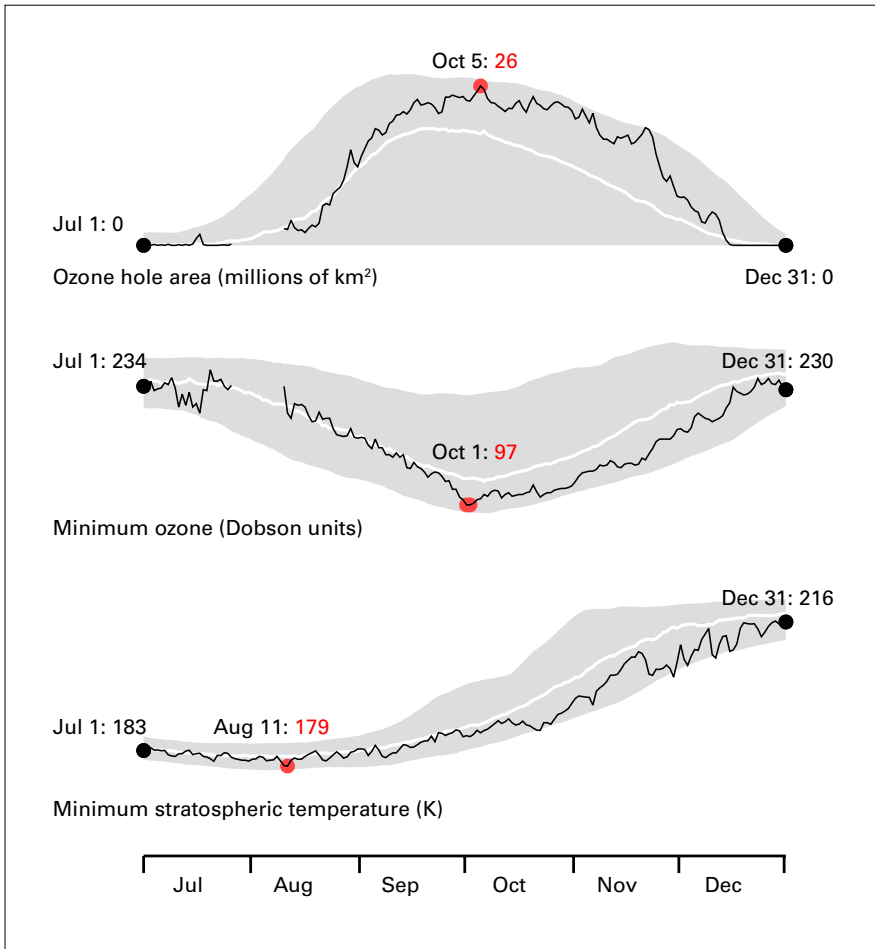 Oct 5: 26
Jul 1: 0
Ozone hole area (millions of km²)
Dec 31: 0
Jul 1: 234
Dec 31: 230
Oct 1: 97
Minimum ozone (Dobson units)
Dec 31: 216
Jul 1: 183
Aug 11: 179
Minimum stratospheric temperature (K)
Jul Aug Sep Oct Nov Dec